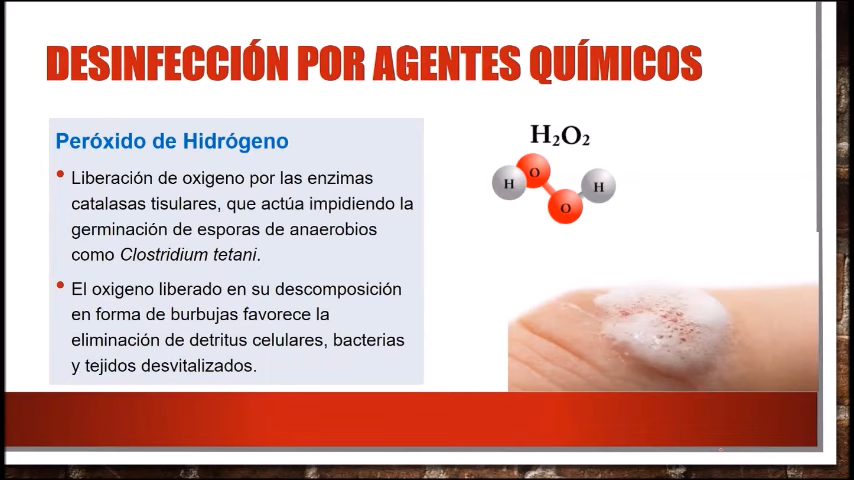 DESINFECCIÓN POR AGENTES QUÍMICOS
Peróxido de Hidrógeno
• Liberación de oxigeno por las enzimas
catalasas tisulares, que actúa impidiendo la
germinación de esporas de anaerobios
como Clostridium tetani.
• El oxigeno liberado en su descomposición
en forma de burbujas favorece la
eliminación de detritus celulares, bacterias
y tejidos desvitalizados.
H₂O₂
H O O H